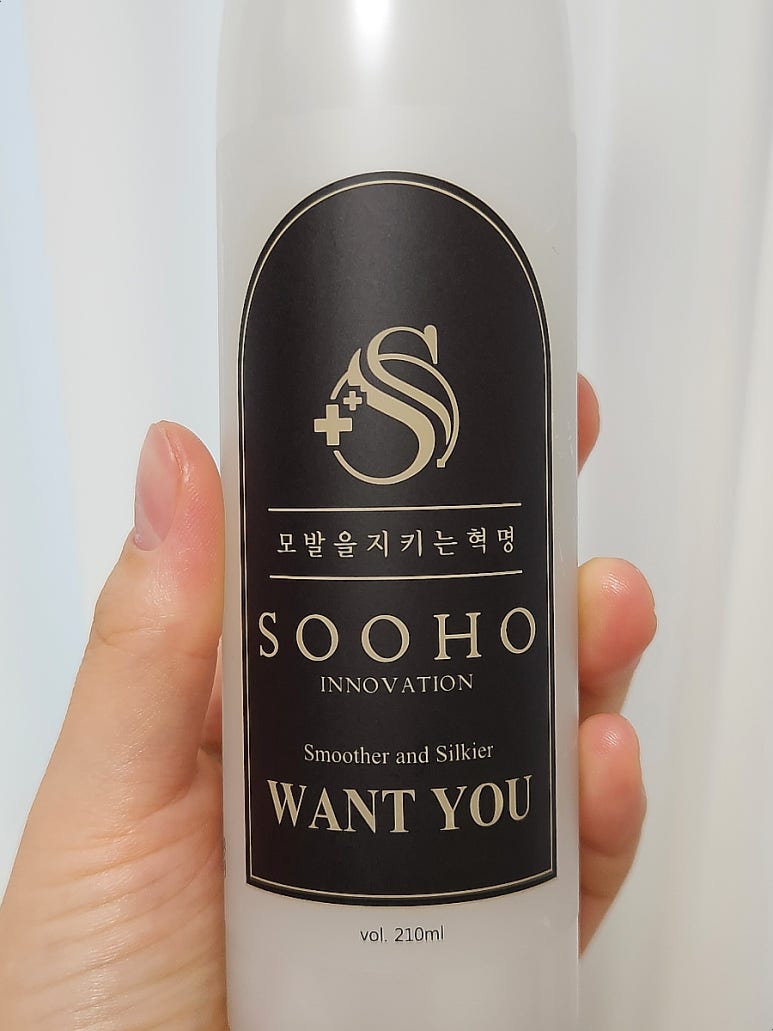 S
모발을지키는혁명
SOOHO
INNOVATION
Smoother and Silkier
WANT YOU
vol. 210ml